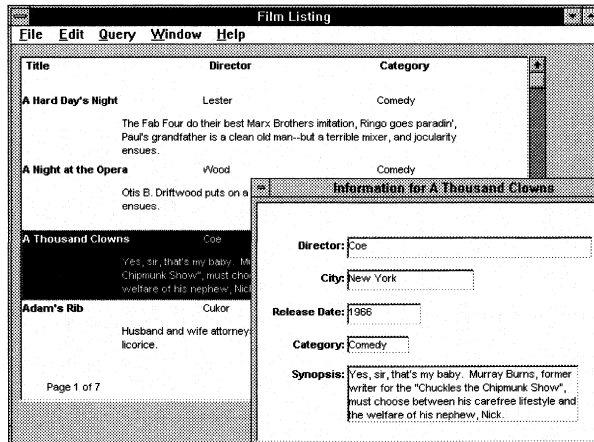 Film Listing
File Edit Query Window Help
Title Director Category
A Hard Day's Night Lester Comedy
The Fab Four do their best Marx Brothers imitation, Ringo goes paradin',
Paul's grandfather is a clean old man--but a terrible mixer, and jocularity
ensues.
A Night at the Opera Wood Comedy
Otis B. Driftwood puts on a
ensues.
A Thousand Clowns Coe
Yes, sir, that's my baby. Mu
Chipmunk Show", must choo
welfare of his nephew, Nick
Adam's Rib Cukor
Husband and wife attorney
licorice.
Page 1 of 7
Information for A Thousand Clowns
Director: Coe
City: New York
Release Date: 1966
Category: Comedy
Synopsis: Yes, sir, that's my baby. Murray Burns, former
writer for the "Chuckles the Chipmunk Show",
must choose between his carefree lifestyle and
the welfare of his nephew, Nick.